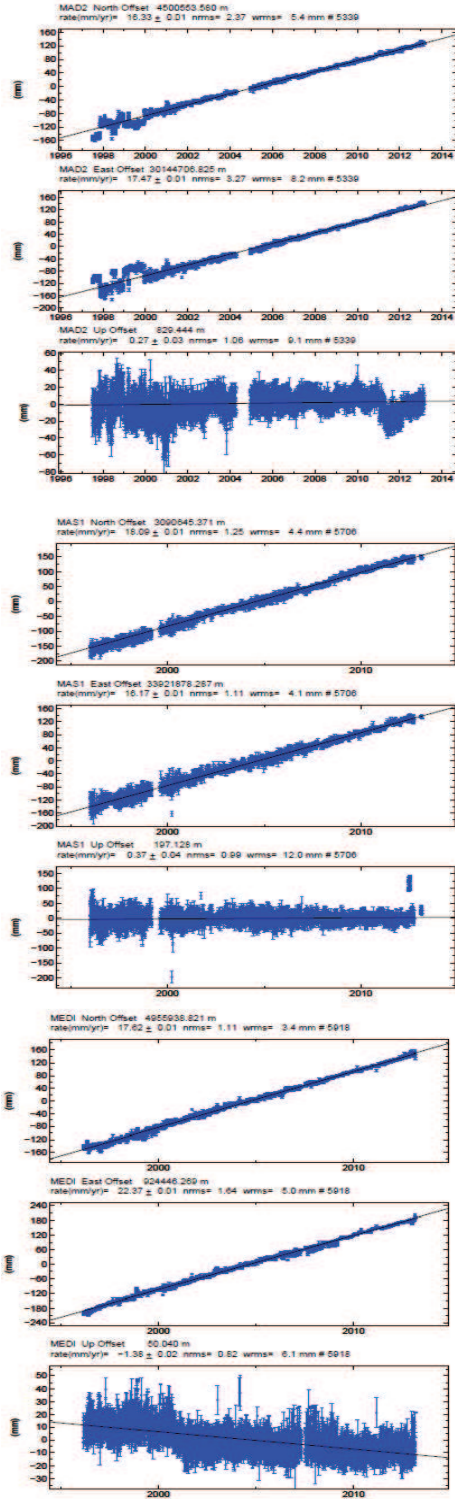 MAD2 North Offset 4500553.560 m
rate(mm/yr)= 16.33 ± 0.01 nrms= 2.37 wrms= 5.4 mm # 5339
160
120
80
40
0
−40
−80
−120
−160
(mm)
1996 1998 2000 2002 2004 2006 2008 2010 2012 2014
MAD2 East Offset 30144706.825 m
rate(mm/yr)= 17.47 ± 0.01 nrms= 3.27 wrms= 8.2 mm # 5339
160
120
80
40
0
−40
−80
−120
−160
−200
(mm)
1996 1998 2000 2002 2004 2006 2008 2010 2012 2014
MAD2 Up Offset 829.444 m
rate(mm/yr)= 0.27 ± 0.03 nrms= 1.06 wrms= 9.1 mm # 5339
60
40
20
0
−20
−40
−60
−80
(mm)
1996 1998 2000 2002 2004 2006 2008 2010 2012 2014
MAS1 North Offset 3090645.371 m
rate(mm/yr)= 18.09 ± 0.01 nrms= 1.25 wrms= 4.4 mm # 5706
150
100
50
0
−50
−100
−150
−200
(mm)
2000 2010
MAS1 East Offset 33921878.287 m
rate(mm/yr)= 16.17 ± 0.01 nrms= 1.11 wrms= 4.1 mm # 5706
160
120
80
40
0
−40
−80
−120
−160
−200
(mm)
2000 2010
MAS1 Up Offset 197.128 m
rate(mm/yr)= 0.37 ± 0.04 nrms= 0.99 wrms= 12.0 mm # 5706
150
100
50
0
−50
−100
−150
−200
(mm)
2000 2010
MEDI North Offset 4955938.821 m
rate(mm/yr)= 17.62 ± 0.01 nrms= 1.11 wrms= 3.4 mm # 5918
160
120
80
40
0
−40
−80
−120
−160
(mm)
2000 2010
MEDI East Offset 924446.269 m
rate(mm/yr)= 22.37 ± 0.01 nrms= 1.64 wrms= 5.0 mm # 5918
240
180
120
60
0
−60
−120
−180
−240
(mm)
2000 2010
MEDI Up Offset 50.040 m
rate(mm/yr)= −1.38 ± 0.02 nrms= 0.82 wrms= 6.1 mm # 5918
50
40
30
20
10
0
−10
−20
−30
(mm)
2000 2010